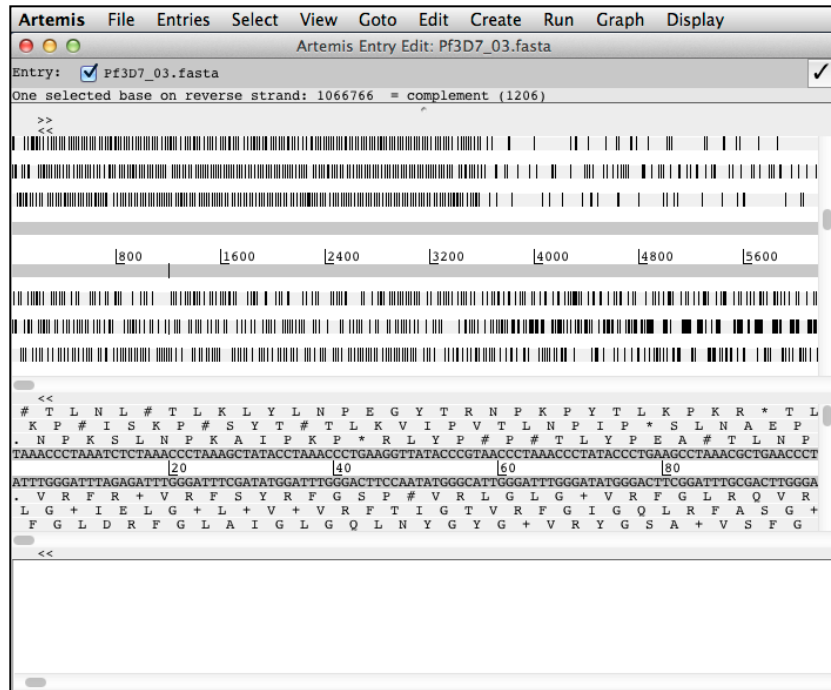 Artemis File Entries Select View Goto Edit Create Run Graph Display
Artemis Entry Edit: Pf3D7_03.fasta
Entry: Pf3D7_03.fasta
One selected base on reverse strand: 1066766 = complement (1206)
>>
<<
800 1600 2400 3200 4000 4800 5600
<<
# T L N L # T L K L Y L N P E G Y T R N P K P Y T L K P K R * T L
K P # I S K P # S Y T # T L K V I P V T L N P I P * S L N A E P
. N P K S L N P K A I P K P * R L Y P # P # T L Y P E A # T L N P
TAAACCCTAAATCTCTAAACCCTAAAGCTATACCTAAACCCTGAAGGTTATACCCGTAACCCTAAACCCTATACCCTGAAGCCTAAACGCTGAACCCT
20 40 60 80
ATTTGGGATTTAGAGATTTGGGATTTCGATATGGATTTGGGACTTCCAATATGGGCATTGGGATTTGGGATATGGGACTTCGGATTTGCGACTTGGGA
. V R F R + V R F S Y R F G S P # V R L G L G + V R F G L R Q V R
L G + I E L G + L + V + V R F T I G T V R F G I G Q L R F A S G +
F G L D R F G L A I G L G Q L N Y G Y G + V R Y G S A + V S F G
<<